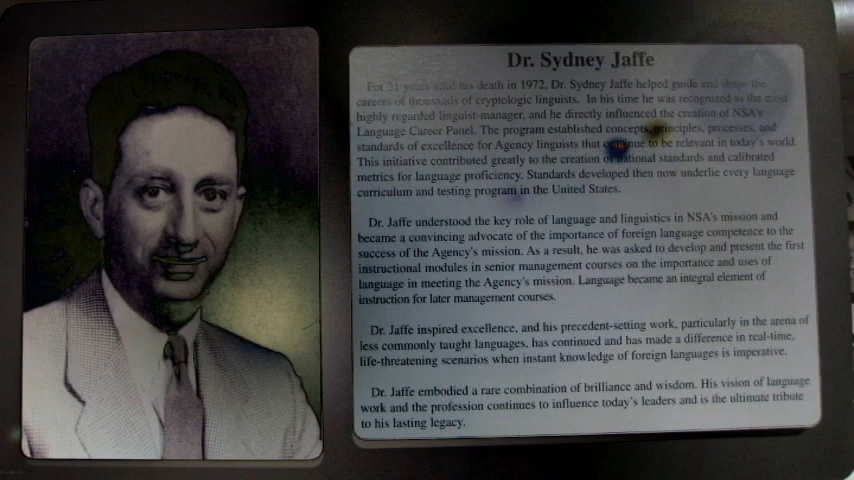 Dr. Sydney Jaffe
For 21 years until his death in 1972, Dr. Sydney Jaffe helped guide and shape the
careers of thousands of cryptologic linguists. In his time he was recognized as the most
highly regarded linguist-manager, and he directly influenced the creation of NSA's
Language Career Panel. The program established concepts, principles, processes, and
standards of excellence for Agency linguists that continue to be relevant in today's world.
This initiative contributed greatly to the creation of national standards and calibrated
metrics for language proficiency. Standards developed then now underlie every language
curriculum and testing program in the United States.
Dr. Jaffe understood the key role of language and linguistics in NSA's mission and
became a convincing advocate of the importance of foreign language competence to the
success of the Agency's mission. As a result, he was asked to develop and present the first
instructional modules in senior management courses on the importance and uses of
language in meeting the Agency's mission. Language became an integral element of
instruction for later management courses.
Dr. Jaffe inspired excellence, and his precedent-setting work, particularly in the arena of
less commonly taught languages, has continued and has made a difference in real-time,
life-threatening scenarios when instant knowledge of foreign languages is imperative.
Dr. Jaffe embodied a rare combination of brilliance and wisdom. His vision of language
work and the profession continues to influence today's leaders and is the ultimate tribute
to his lasting legacy.